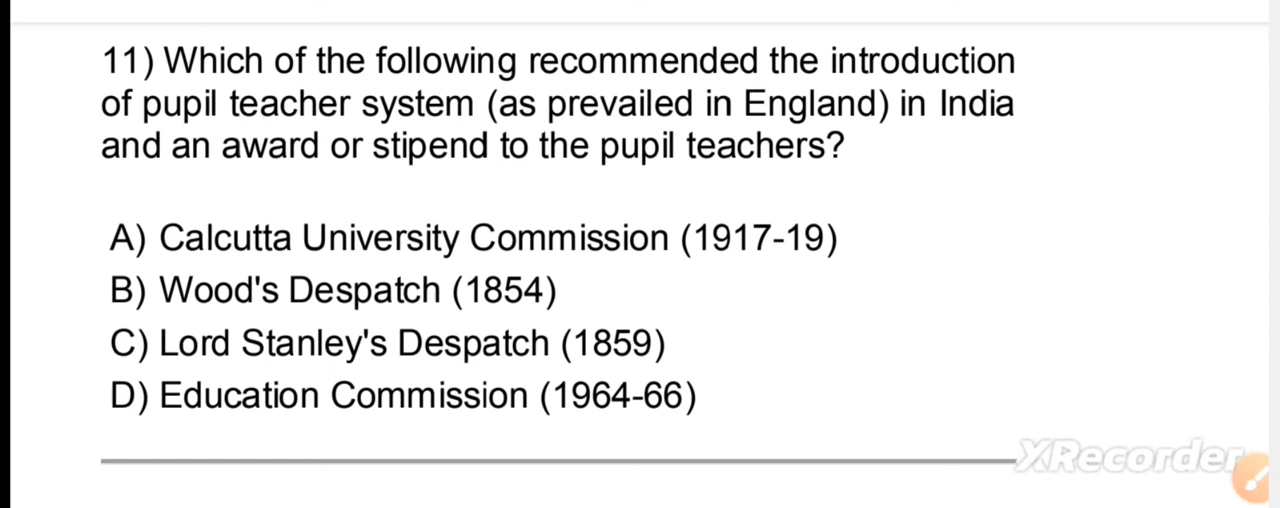 11) Which of the following recommended the introduction
of pupil teacher system (as prevailed in England) in India
and an award or stipend to the pupil teachers?
A) Calcutta University Commission (1917-19)
B) Wood's Despatch (1854)
C) Lord Stanley's Despatch (1859)
D) Education Commission (1964-66)
XRecorder